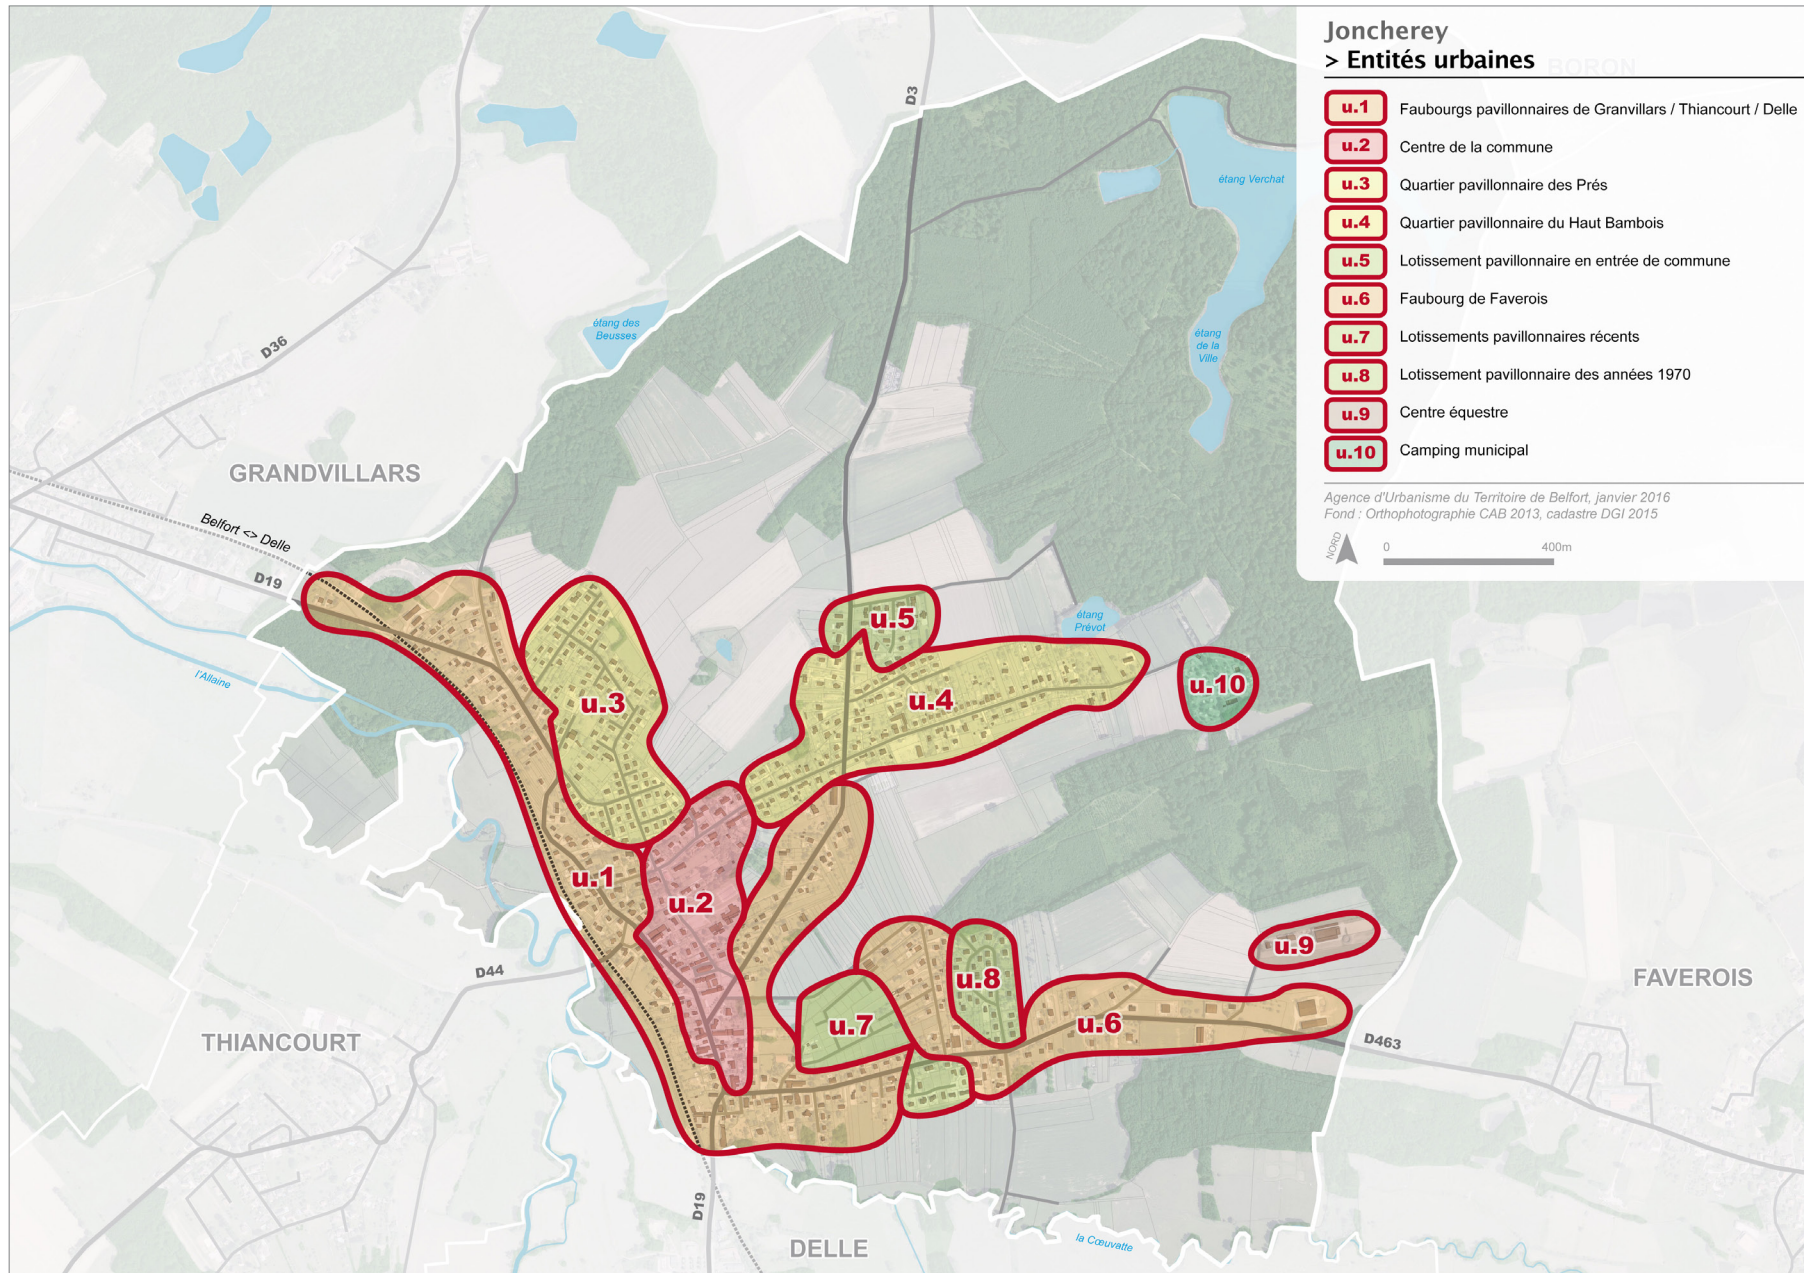 Joncherey
> Entités urbaines
BORON
u.1 Faubourgs pavillonnaires de Granvillars / Thiancourt / Delle
u.2 Centre de la commune
u.3 Quartier pavillonnaire des Prés
u.4 Quartier pavillonnaire du Haut Bambois
u.5 Lotissement pavillonnaire en entrée de commune
u.6 Faubourg de Faverois
u.7 Lotissements pavillonnaires récents
u.8 Lotissement pavillonnaire des années 1970
u.9 Centre équestre
u.10 Camping municipal
Agence d'Urbanisme du Territoire de Belfort, janvier 2016
Fond : Orthophotographie CAB 2013, cadastre DGI 2015
NORD
0 400m
D3
étang Verchat
étang des
Beusses
étang
de la
Ville
D36
GRANDVILLARS
Belfort <> Delle
D19
l'Allaine
étang
Prévot
u.5
u.3
u.4
u.10
u.1
u.2
u.9
D44
u.8
FAVEROIS
u.7
u.6
THIANCOURT
D463
D19
DELLE
la Cœuvatte